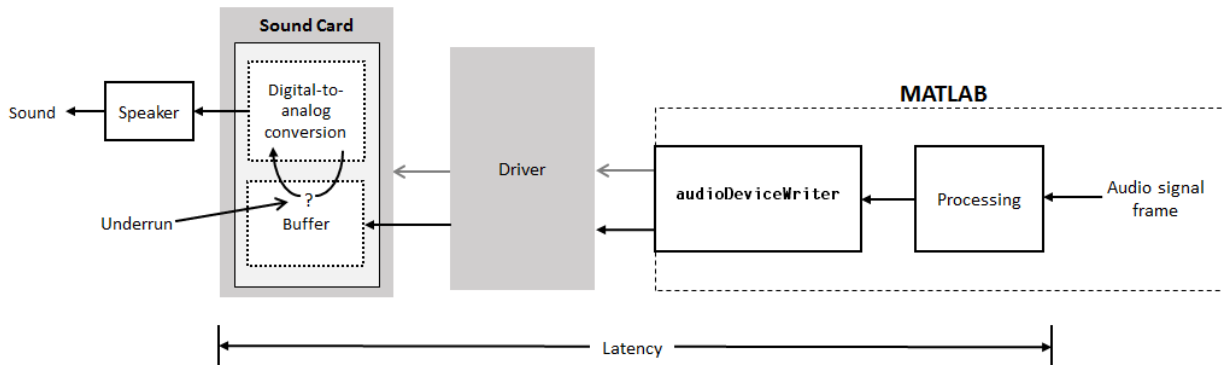 Sound Card
MATLAB
Sound
Speaker
Digital-to-
analog
conversion
Driver
audioDeviceWriter
Processing
Audio signal
frame
Underrun
?
Buffer
Latency